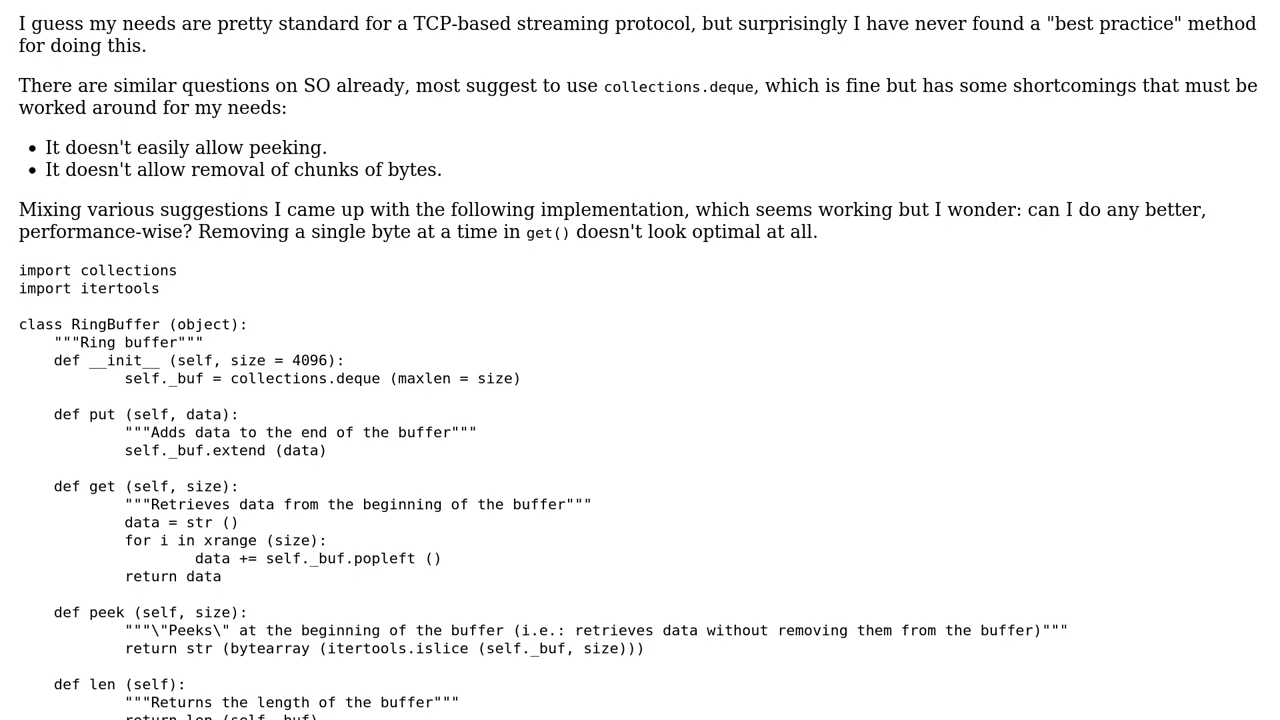 I guess my needs are pretty standard for a TCP-based streaming protocol, but surprisingly I have never found a "best practice" method
for doing this.
There are similar questions on SO already, most suggest to use collections.deque, which is fine but has some shortcomings that must be
worked around for my needs:
• It doesn't easily allow peeking.
• It doesn't allow removal of chunks of bytes.
Mixing various suggestions I came up with the following implementation, which seems working but I wonder: can I do any better,
performance-wise? Removing a single byte at a time in get() doesn't look optimal at all.
import collections
import itertools
class RingBuffer (object):
    """Ring buffer"""
    def __init__ (self, size = 4096):
            self._buf = collections.deque (maxlen = size)
    def put (self, data):
            """Adds data to the end of the buffer"""
            self._buf.extend (data)
    def get (self, size):
            """Retrieves data from the beginning of the buffer"""
            data = str ()
            for i in xrange (size):
                    data += self._buf.popleft ()
            return data
    def peek (self, size):
            """\"Peeks\" at the beginning of the buffer (i.e.: retrieves data without removing them from the buffer)"""
            return str (bytearray (itertools.islice (self._buf, size)))
    def len (self):
            """Returns the length of the buffer"""
            return len (self._buf)